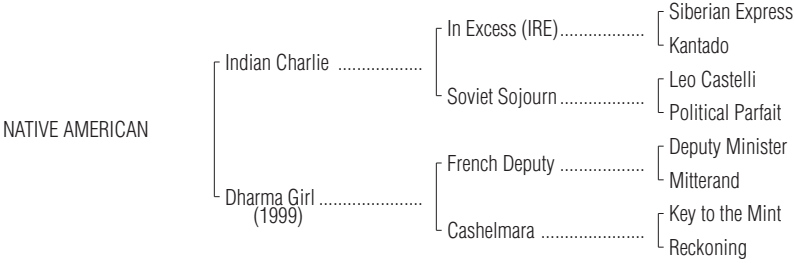 Siberian Express
In Excess (IRE)..................
Kantado
Indian Charlie ..................
Leo Castelli
Soviet Sojourn..................
Political Parfait
NATIVE AMERICAN
Deputy Minister
French Deputy ..................
Mitterand
Dharma Girl ......................
(1999)
Key to the Mint
Cashelmara ......................
Reckoning